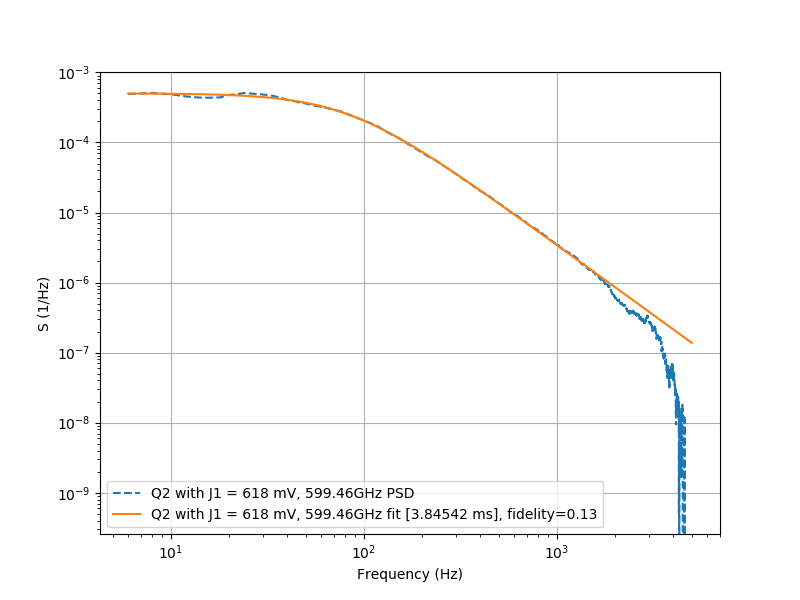 10⁻³
10⁻⁴
10⁻⁵
10⁻⁶
10⁻⁷
10⁻⁸
10⁻⁹
S (1/Hz)
Q2 with J1 = 618 mV, 599.46GHz PSD
Q2 with J1 = 618 mV, 599.46GHz fit [3.84542 ms], fidelity=0.13
10¹ 10² 10³
Frequency (Hz)